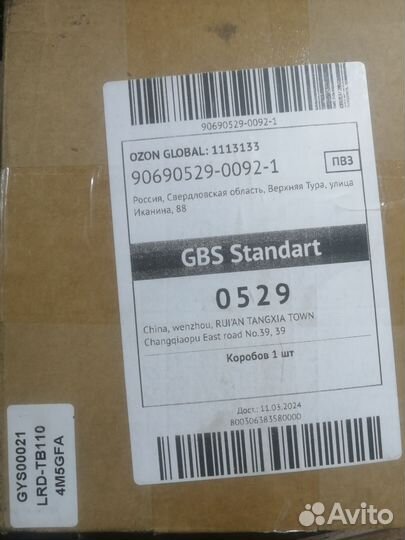 90690529-0092-1
OZON GLOBAL: 1113133
90690529-0092-1
ПВЗ
Россия, Свердловская область, Верхняя Тура, улица
Иканина, 88
GBS Standart
0529
China, wenzhou, RUI'AN TANGXIA TOWN
Changqiaopu East road No.39, 39
Коробов 1 шт
Дост.: 11.03.2024
800306383580000
GYS00021
LRD-TB110
4M5GFA
Avito